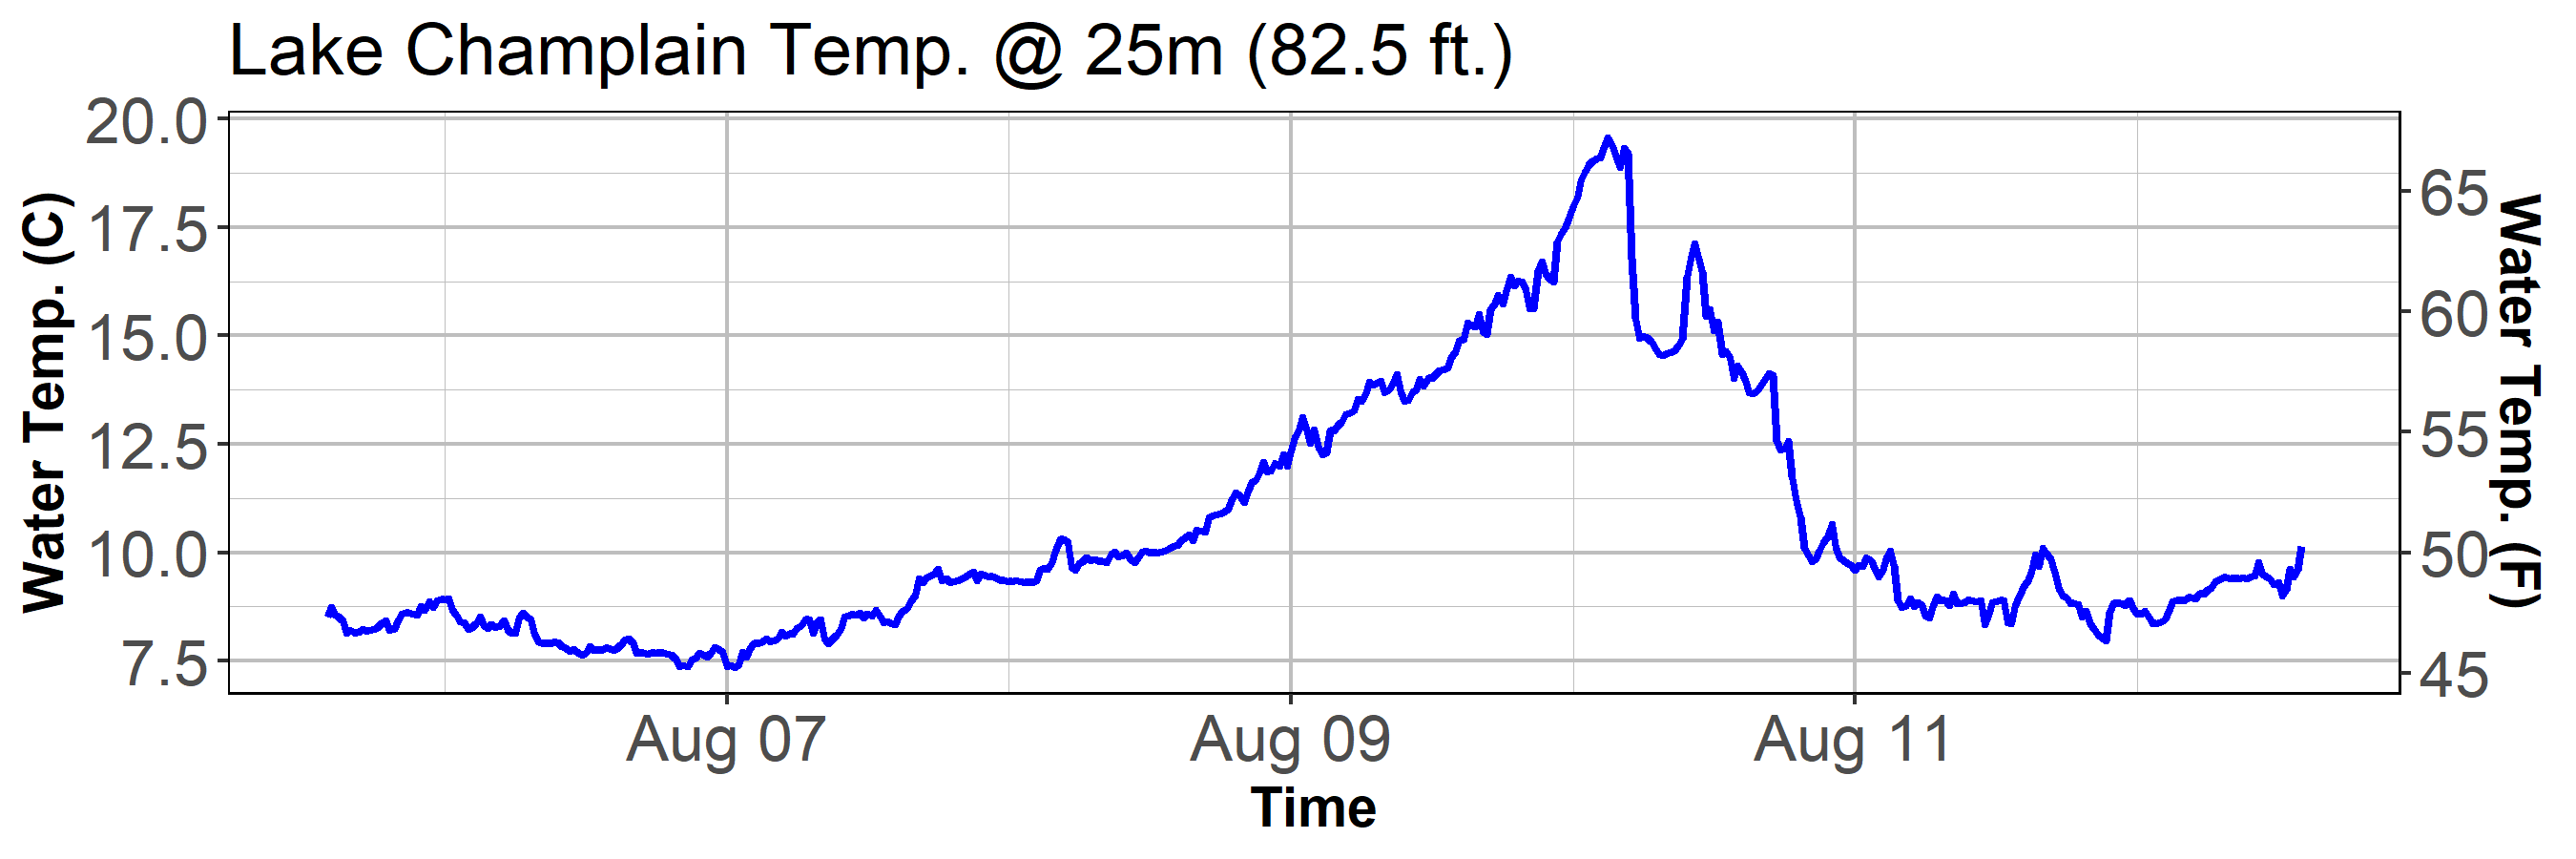 Lake Champlain Temp. @ 25m (82.5 ft.)
Water Temp. (C)
20.0
17.5
15.0
12.5
10.0
7.5
65
60
55
50
45
Water Temp. (F)
Aug 07 Aug 09 Aug 11
Time